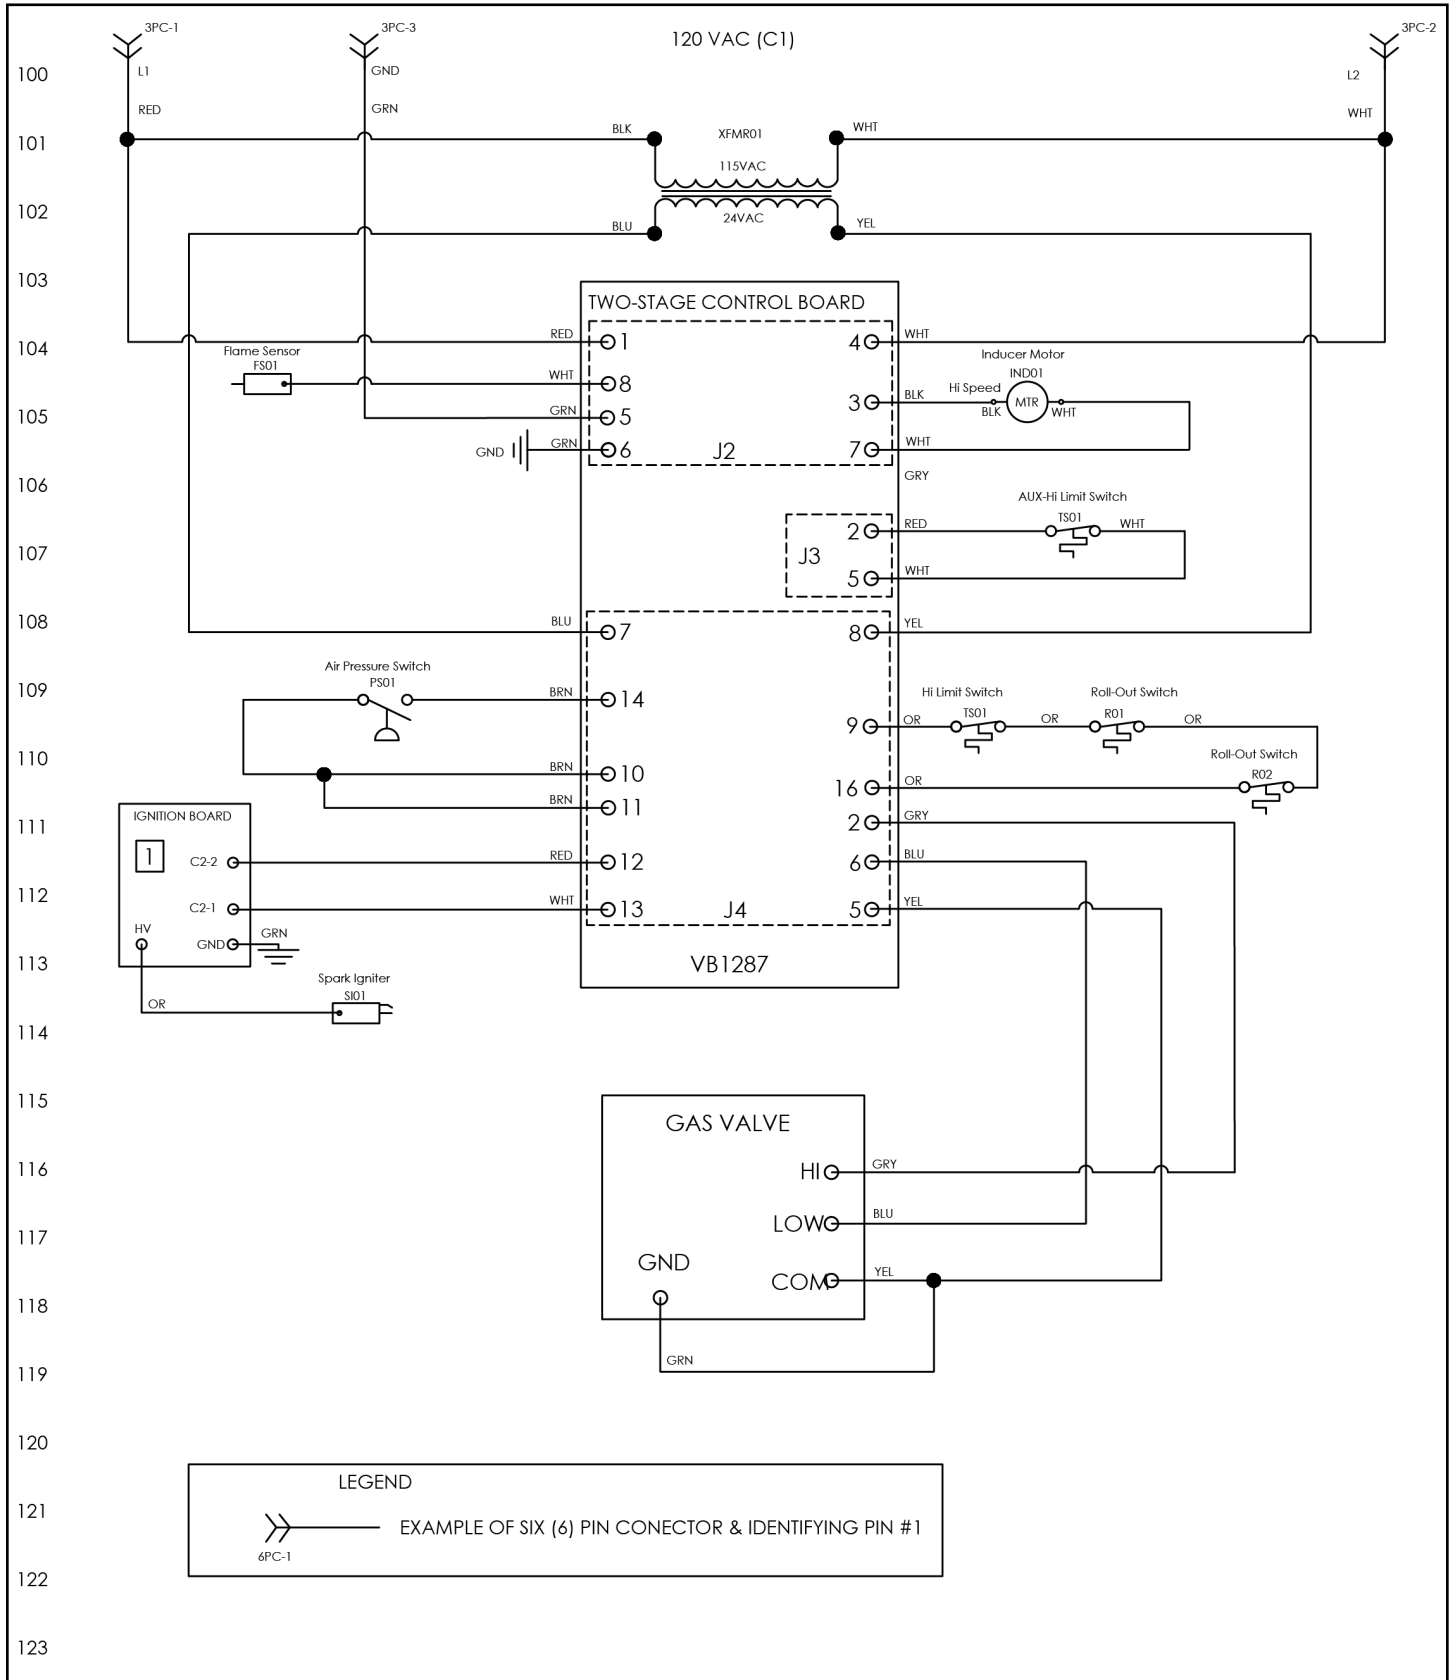 3PC-1
3PC-3
120 VAC (C1)
3PC-2
100
L1
GND
L2
RED
GRN
WHT
101
BLK
XFMR01
WHT
115VAC
102
24VAC
BLU
YEL
103
TWO-STAGE CONTROL BOARD
104
RED
1
4
WHT
Flame Sensor
FS01
WHT
8
Inducer Motor
IND01
Hi Speed
3
BLK
BLK
MTR
WHT
105
GRN
5
GND
GRN
6
J2
7
WHT
106
GRY
AUX-Hi Limit Switch
TS01
2
RED
WHT
107
J3
5
WHT
108
BLU
7
8
YEL
Air Pressure Switch
PS01
109
BRN
14
Hi Limit Switch
Roll-Out Switch
TS01
R01
9
OR
OR
OR
110
BRN
10
Roll-Out Switch
R02
16
OR
BRN
11
IGNITION BOARD
111
2
GRY
1
C2-2
RED
12
6
BLU
112
C2-1
WHT
13
J4
5
YEL
HV
GND
GRN
113
VB1287
Spark Igniter
SI01
OR
114
115
GAS VALVE
116
HI
GRY
LOW
BLU
117
GND
COM
YEL
118
GRN
119
120
LEGEND
121
EXAMPLE OF SIX (6) PIN CONECTOR & IDENTIFYING PIN #1
6PC-1
122
123